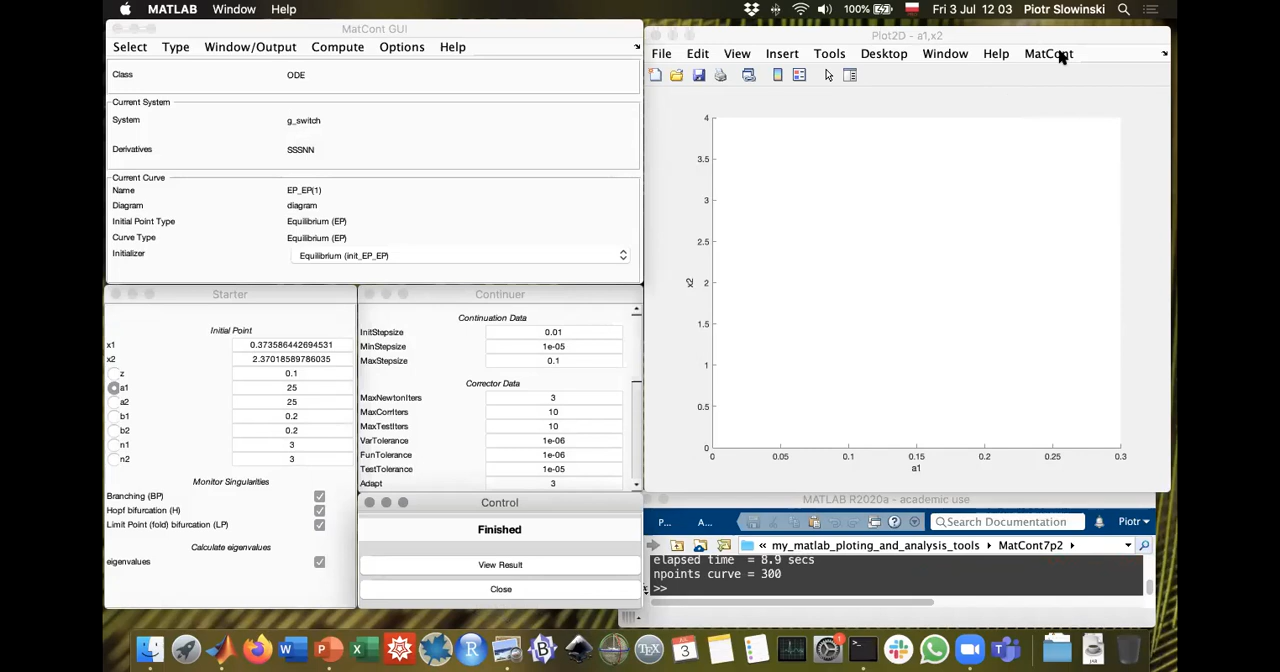 MATLAB Window Help 100% Fri 3 Jul 12 03 Piotr Slowinski
MatCont GUI
Select Type Window/Output Compute Options Help
Class ODE
Current System
System g_switch
Derivatives SSSNN
Current Curve
Name EP_EP(1)
Diagram diagram
Initial Point Type Equilibrium (EP)
Curve Type Equilibrium (EP)
Initializer Equilibrium (init_EP_EP)
Starter
Initial Point
x1 0.373586442694531
x2 2.37018589786035
z 0.1
a1 25
a2 25
b1 0.2
b2 0.2
n1 3
n2 3
Monitor Singularities
Branching (BP)
Hopf bifurcation (H)
Limit Point (fold) bifurcation (LP)
Calculate eigenvalues
eigenvalues
Continuer
Continuation Data
InitStepsize 0.01
MinStepsize 1e-05
MaxStepsize 0.1
Corrector Data
MaxNewtonIters 3
MaxCorrIters 10
MaxTestIters 10
VarTolerance 1e-06
FunTolerance 1e-06
TestTolerance 1e-05
Adapt 3
Control
Finished
View Result
Close
Plot2D - a1,x2
File Edit View Insert Tools Desktop Window Help MatCont
4
3.5
3
2.5
2
1.5
1
0.5
0
x2
0 0.05 0.1 0.15 0.2 0.25 0.3
a1
MATLAB R2020a - academic use
P... A... Search Documentation Piotr
« my_matlab_ploting_and_analysis_tools MatCont7p2
elapsed time = 8.9 secs
npoints curve = 300
>>